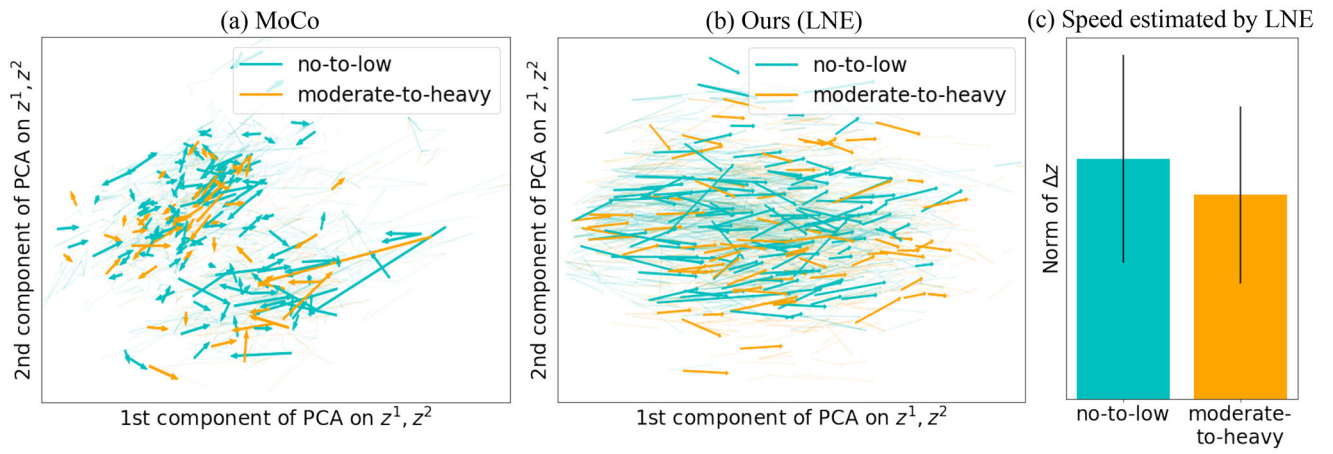 (a) MoCo
2nd component of PCA on z¹, z²
no-to-low
moderate-to-heavy
1st component of PCA on z¹, z²
(b) Ours (LNE)
2nd component of PCA on z¹, z²
no-to-low
moderate-to-heavy
1st component of PCA on z¹, z²
(c) Speed estimated by LNE
Norm of Δz
no-to-low
moderate-
to-heavy